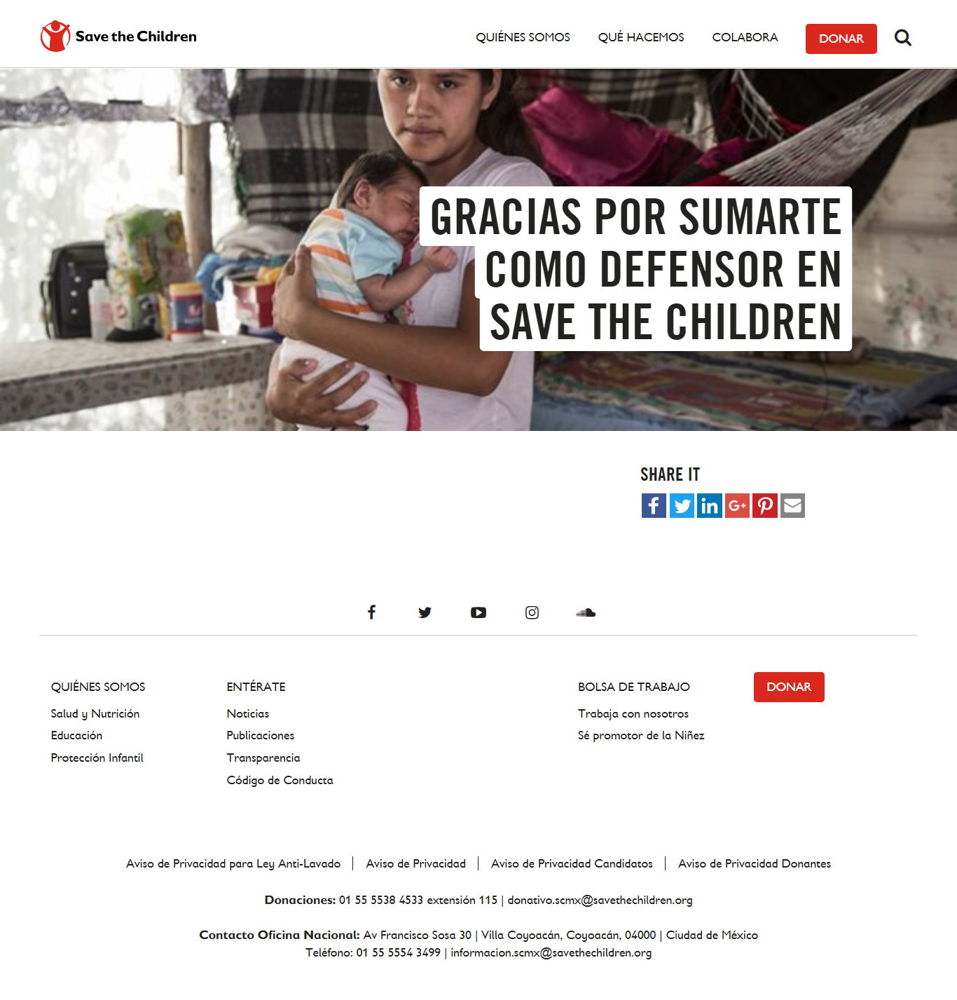 Save the Children
QUIÉNES SOMOS
QUÉ HACEMOS
COLABORA
DONAR
GRACIAS POR SUMARTE
COMO DEFENSOR EN
SAVE THE CHILDREN
SHARE IT
QUIÉNES SOMOS
Salud y Nutrición
Educación
Protección Infantil
ENTÉRATE
Noticias
Publicaciones
Transparencia
Código de Conducta
BOLSA DE TRABAJO
Trabaja con nosotros
Sé promotor de la Niñez
DONAR
Aviso de Privacidad para Ley Anti-Lavado | Aviso de Privacidad | Aviso de Privacidad Candidatos | Aviso de Privacidad Donantes
Donaciones: 01 55 5538 4533 extensión 115 | donativo.scmx@savethechildren.org
Contacto Oficina Nacional: Av Francisco Sosa 30 | Villa Coyoacán, Coyoacán, 04000 | Ciudad de México
Teléfono: 01 55 5554 3499 | informacion.scmx@savethechildren.org